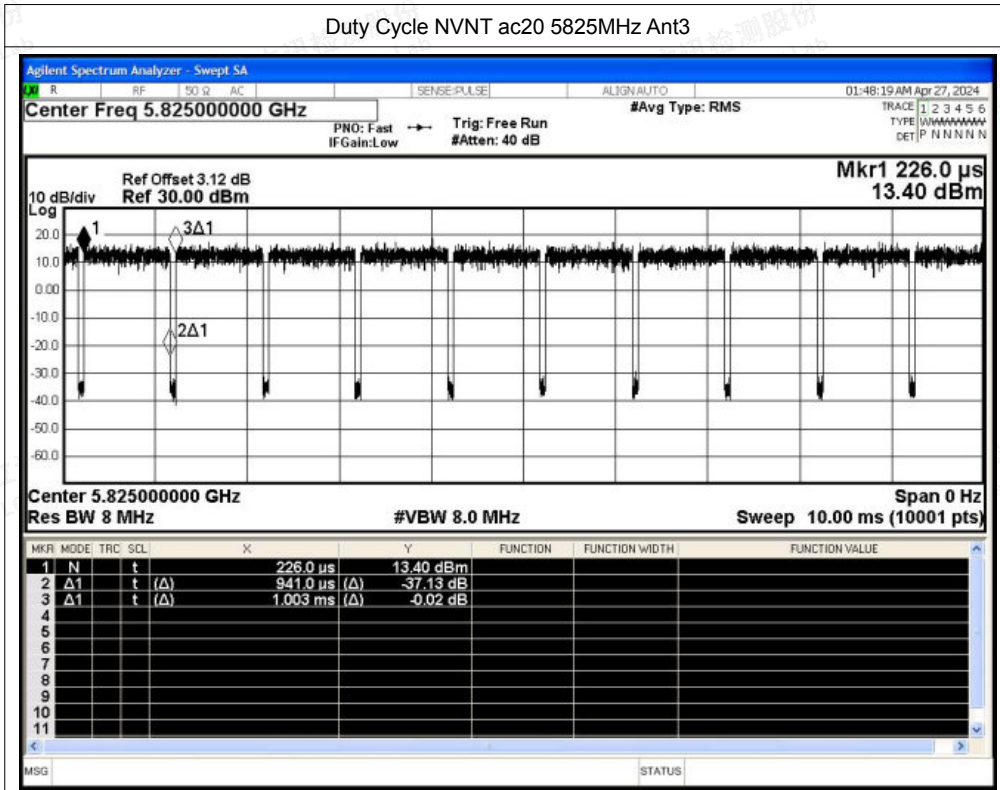 Duty Cycle NVNT ac20 5825MHz Ant3
Agilent Spectrum Analyzer - Swept SA
R RF 50 Ω AC SENSE:PULSE ALIGN AUTO 01:48:19 AM Apr 27, 2024
Center Freq 5.825000000 GHz #Avg Type: RMS TRACE 1 2 3 4 5 6
PNO: Fast Trig: Free Run TYPE
IFGain:Low #Atten: 40 dB DET P N N N N N
Mkr1 226.0 µs
Ref Offset 3.12 dB
10 dB/div Ref 30.00 dBm 13.40 dBm
Log
20.0 1 3Δ1
10.0
0.00
-10.0
-20.0 2Δ1
-30.0
-40.0
-50.0
-60.0
Center 5.825000000 GHz Span 0 Hz
Res BW 8 MHz #VBW 8.0 MHz Sweep 10.00 ms (10001 pts)
MKR MODE TRC SCL X Y FUNCTION FUNCTION WIDTH FUNCTION VALUE
1 N t 226.0 µs 13.40 dBm
2 Δ1 t (Δ) 941.0 µs (Δ) -37.13 dB
3 Δ1 t (Δ) 1.003 ms (Δ) -0.02 dB
4
5
6
7
8
9
10
11
MSG STATUS